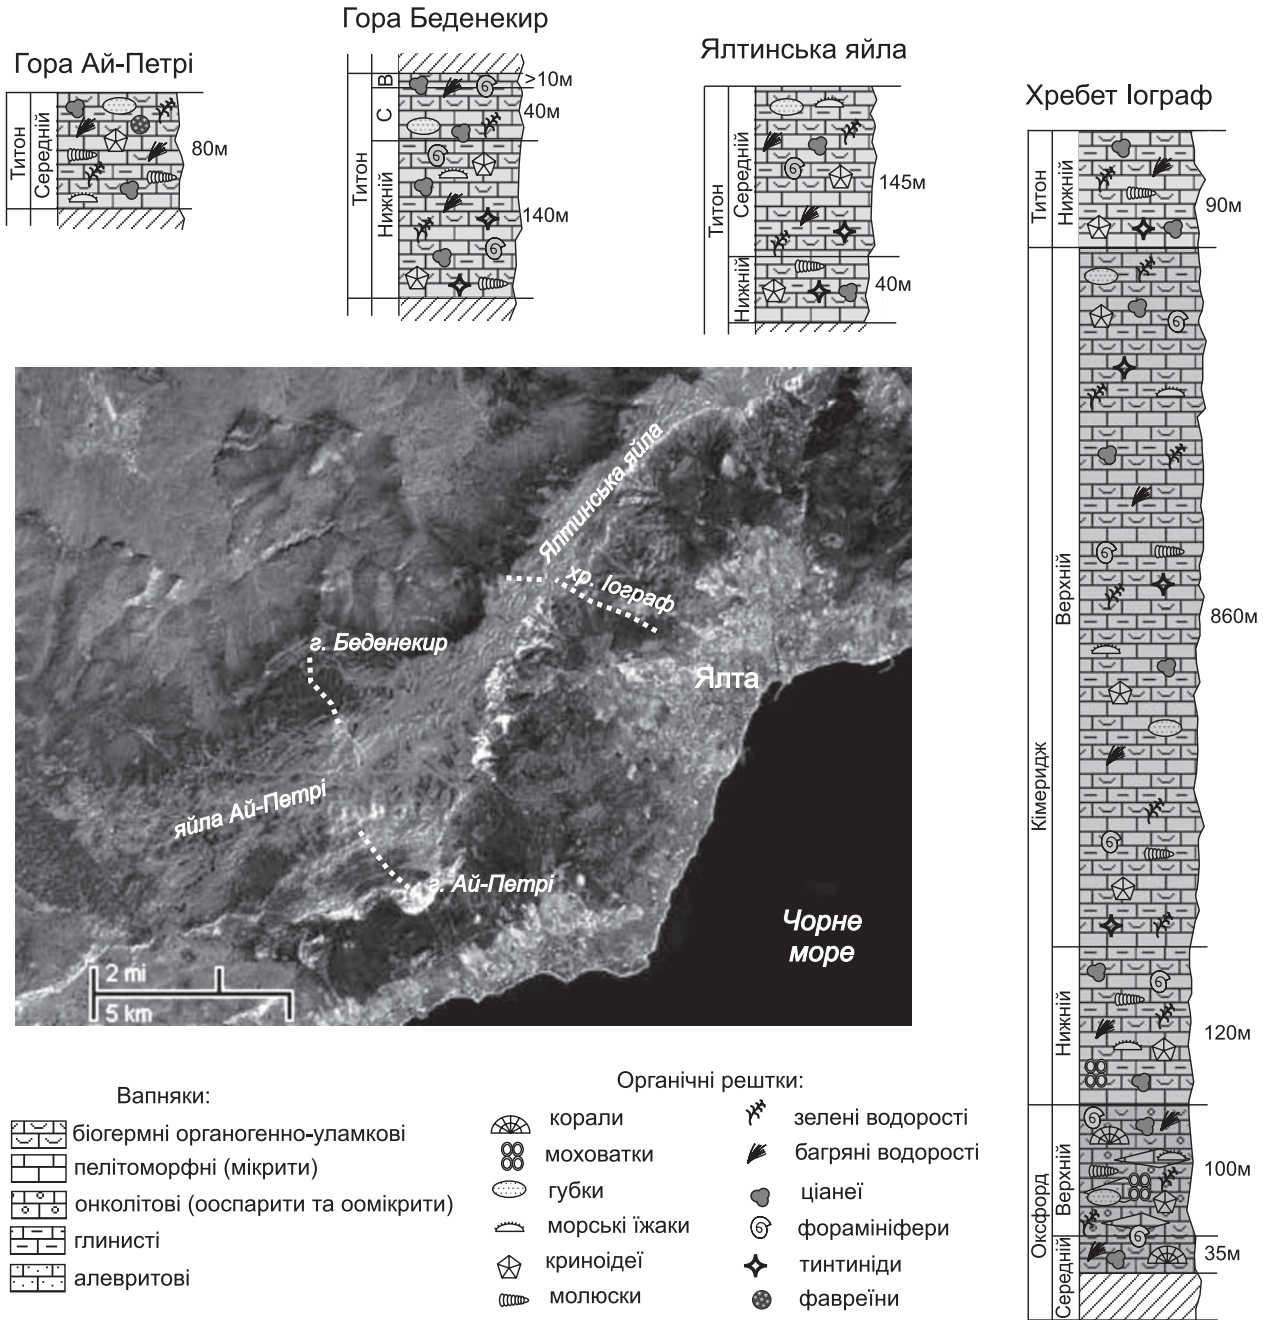 Гора Ай-Петрі
Титон
Середній
80м
Гора Беденекир
Титон
В
С
Нижній
>10м
40м
140м
Ялтинська яйла
Титон
Середній
Нижній
145м
40м
Хребет Іограф
Титон
Нижній
90м
Кімеридж
Верхній
860м
Нижній
120м
Оксфорд
Верхній
100м
Середній
35м
Ялтинська яйла
хр. Іограф
г. Беденекир
Ялта
яйла Ай-Петрі
г. Ай-Петрі
Чорне
море
2 mi
5 km
Вапняки:
біогермні органогенно-уламкові
пелітоморфні (мікрити)
онколітові (ооспарити та оомікрити)
глинисті
алевритові
Органічні рештки:
корали
моховатки
губки
морські їжаки
криноідеї
молюски
зелені водорості
багряні водорості
ціанеї
форамініфери
тинтиніди
фавреїни